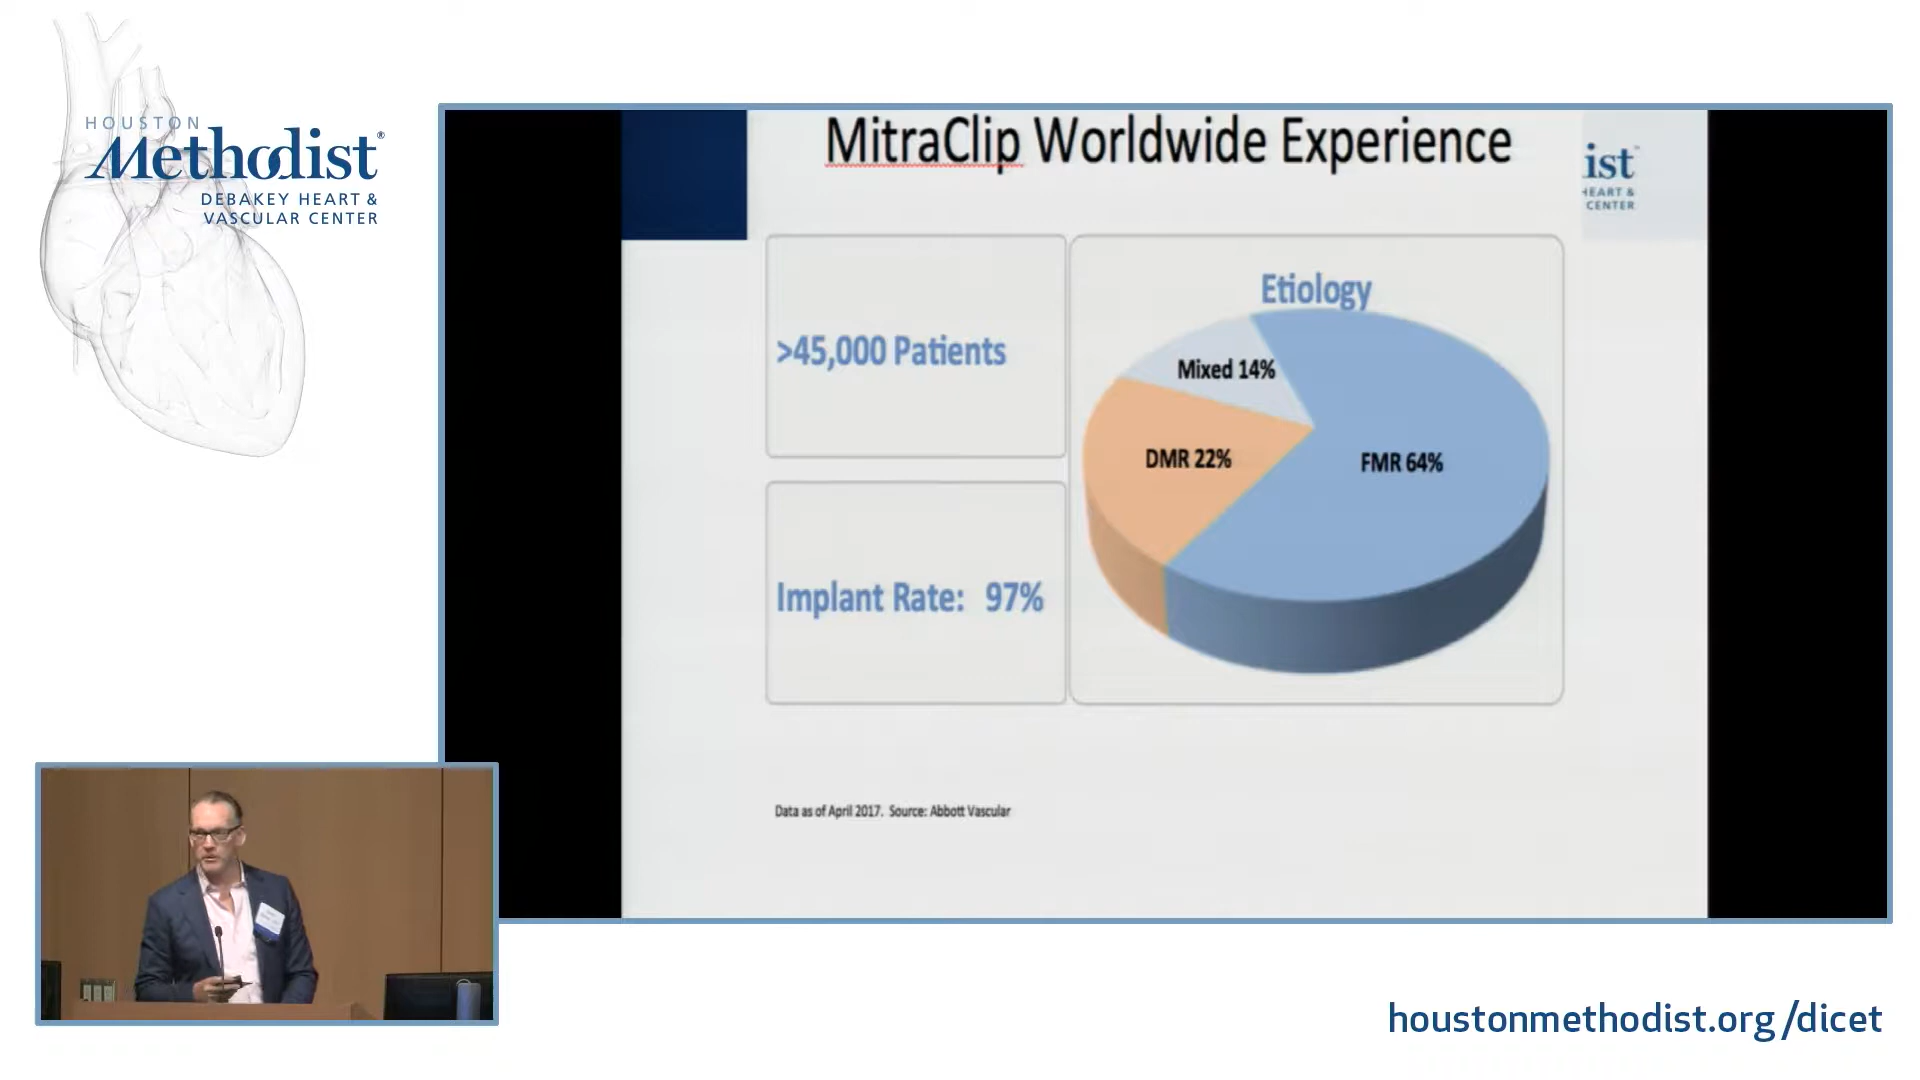 HOUSTON
Methodist®
DEBAKEY HEART &
VASCULAR CENTER
MitraClip Worldwide Experience
ist
HEART &
CENTER
>45,000 Patients
Implant Rate: 97%
Etiology
Mixed 14%
DMR 22%
FMR 64%
Data as of April 2017. Source: Abbott Vascular
houstonmethodist.org/dicet